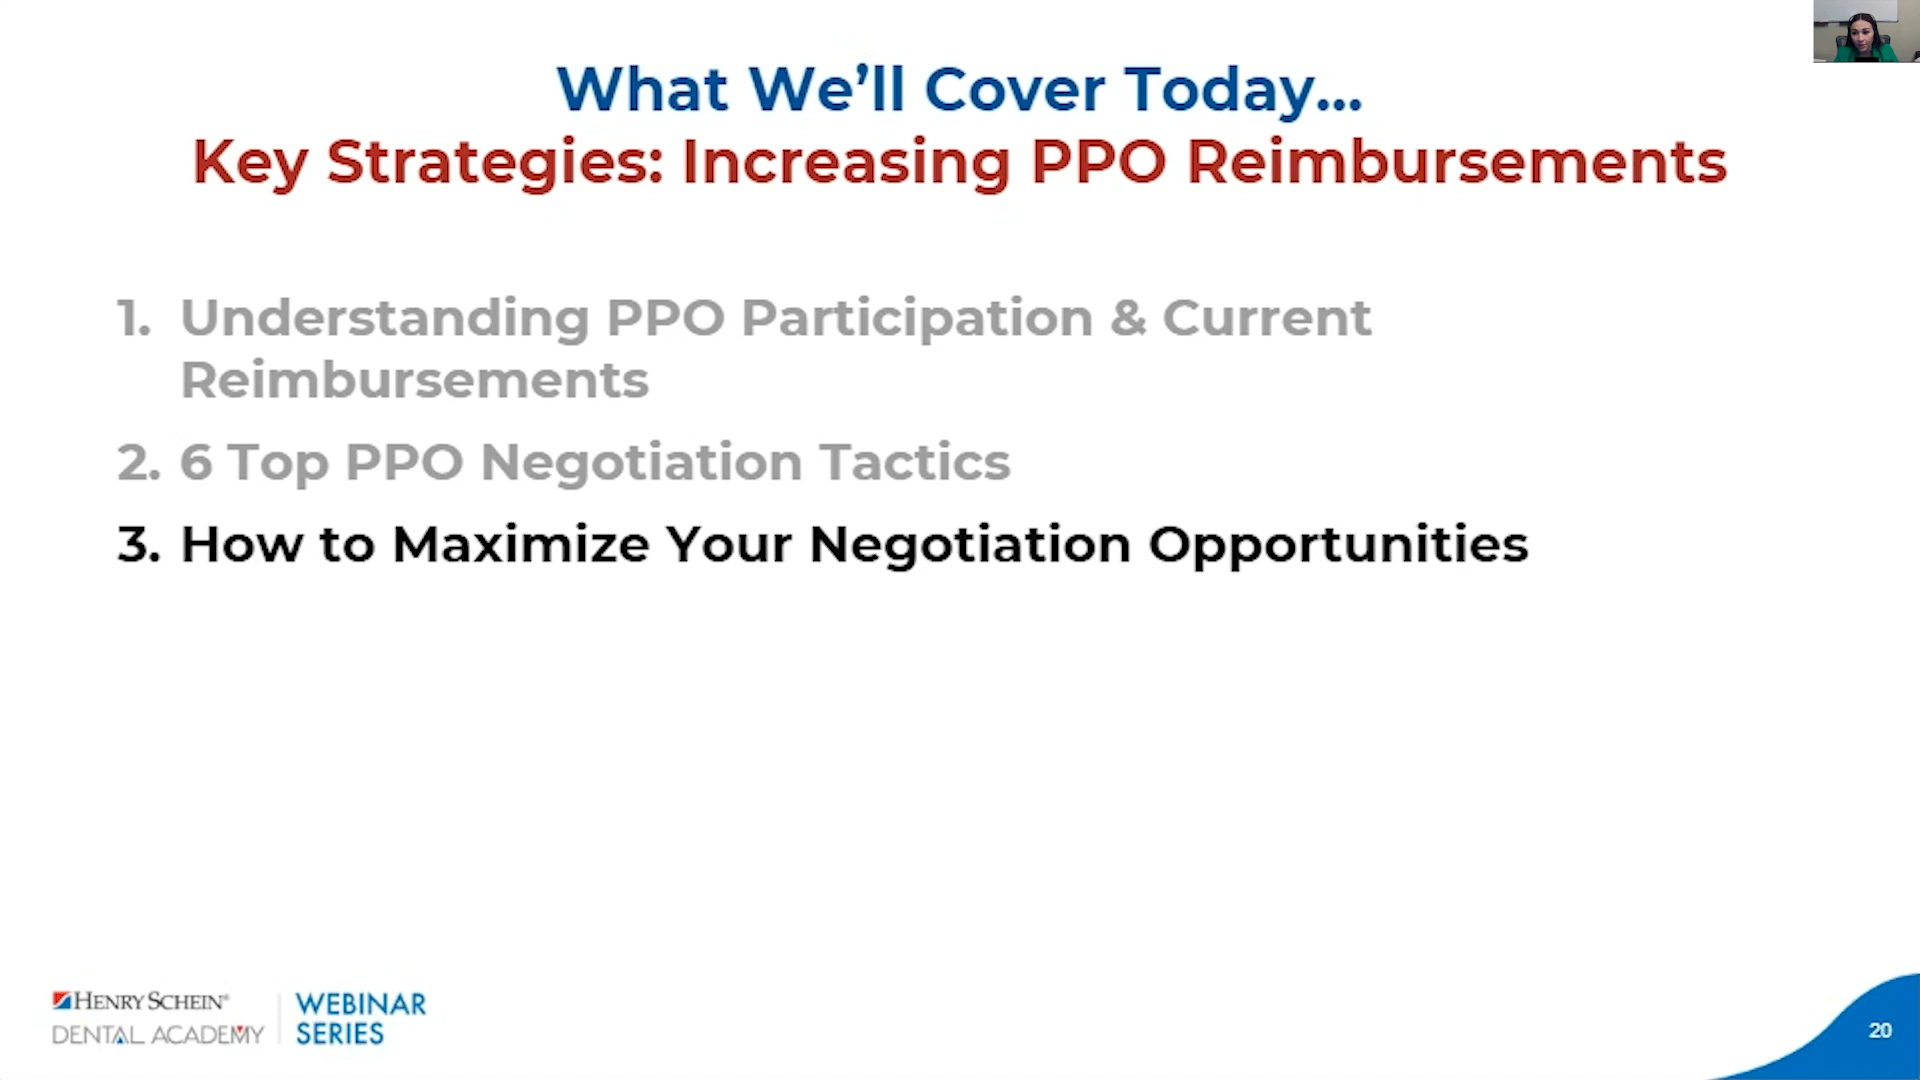 What We’ll Cover Today...
Key Strategies: Increasing PPO Reimbursements
1. Understanding PPO Participation & Current
Reimbursements
2. 6 Top PPO Negotiation Tactics
3. How to Maximize Your Negotiation Opportunities
HENRY SCHEIN®
DENTAL ACADEMY
WEBINAR
SERIES
20